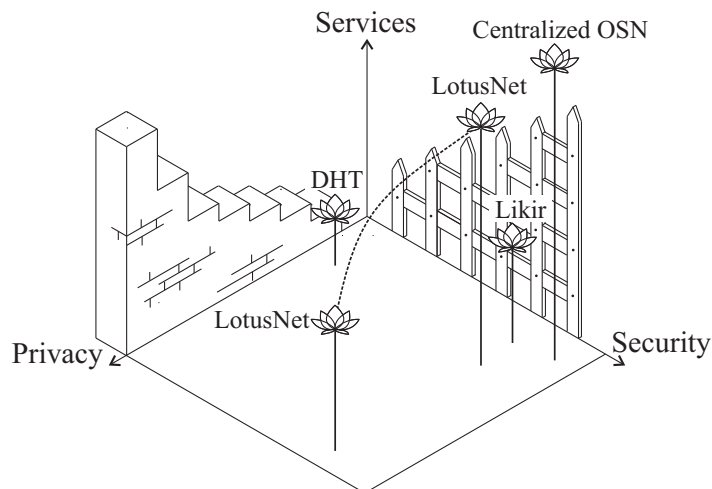 Services
Centralized OSN
LotusNet
DHT
Likir
LotusNet
Privacy
Security